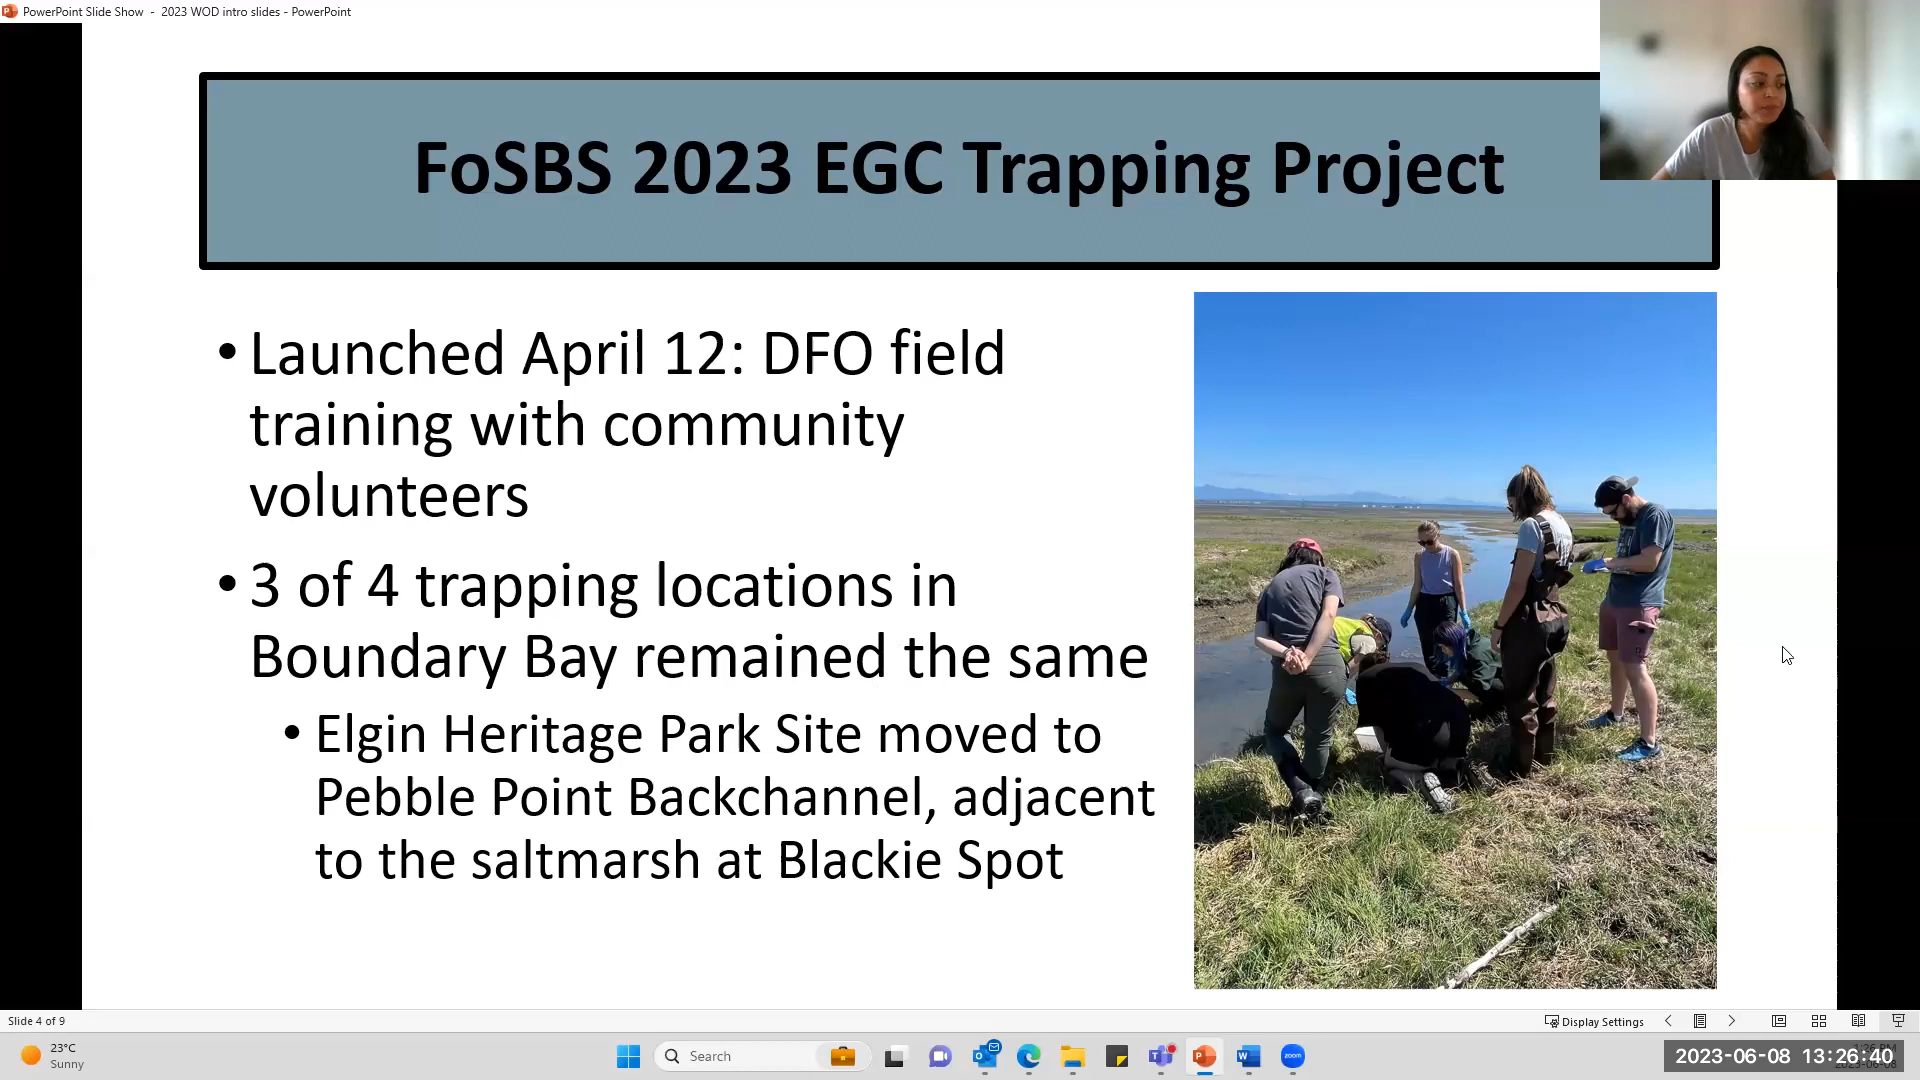 PowerPoint Slide Show - 2023 WOD intro slides - PowerPoint
FoSBS 2023 EGC Trapping Project
• Launched April 12: DFO field
training with community
volunteers
• 3 of 4 trapping locations in
Boundary Bay remained the same
• Elgin Heritage Park Site moved to
Pebble Point Backchannel, adjacent
to the saltmarsh at Blackie Spot
Slide 4 of 9
Display Settings
23°C
Sunny
Search
zoom
2023-06-08 13:26:40